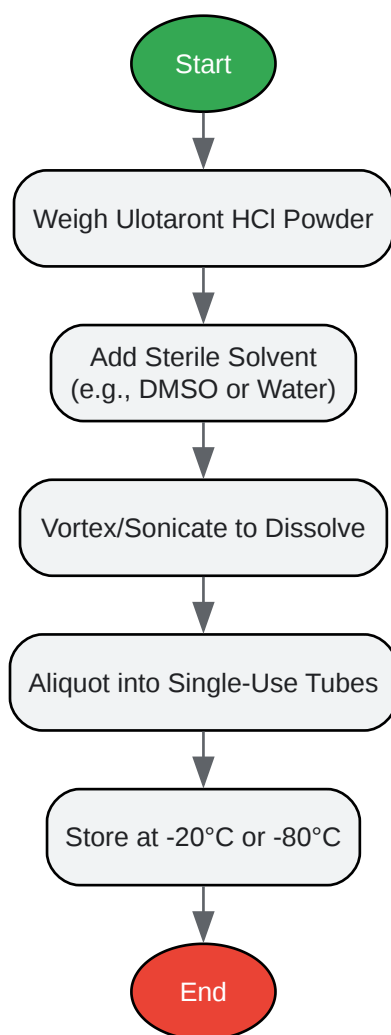 Start
Weigh Ulotaront HCl Powder
Add Sterile Solvent
(e.g., DMSO or Water)
Vortex/Sonicate to Dissolve
Aliquot into Single-Use Tubes
Store at -20°C or -80°C
End